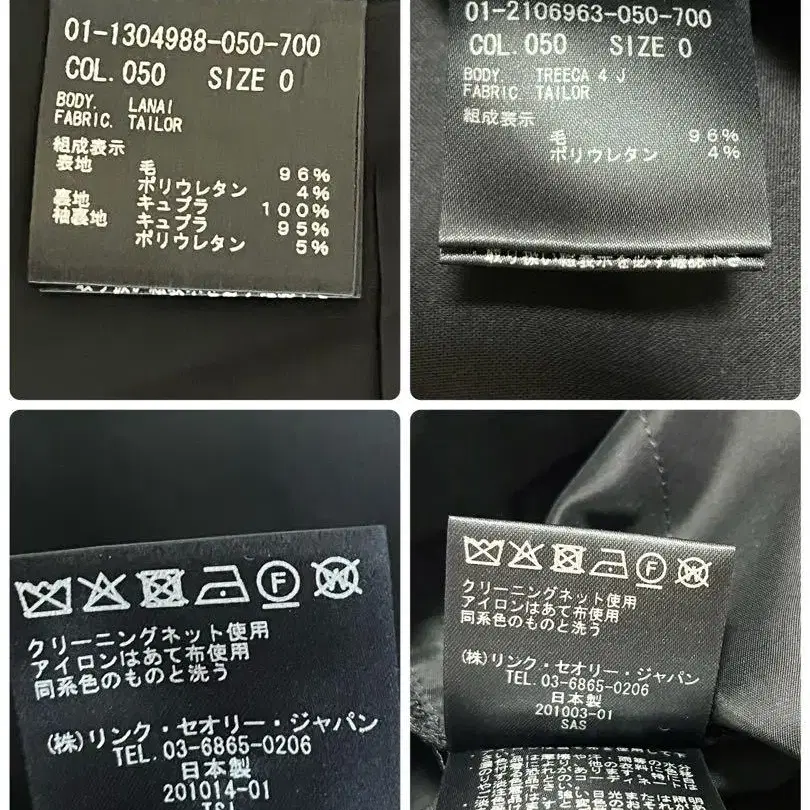 01-1304988-050-700
COL. 050 SIZE 0
BODY. LANAI
FABRIC. TAILOR
組成表示
表地 毛 96%
ポリウレタン 4%
裏地 キュプラ 100%
袖裏地 キュプラ 95%
ポリウレタン 5%
01-2106963-050-700
COL. 050 SIZE 0
BODY. TREECA 4 J
FABRIC. TAILOR
組成表示
毛 96%
ポリウレタン 4%
F
W
クリーニングネット使用
アイロンはあて布使用
同系色のものと洗う
(株)リンク・セオリー・ジャパン
TEL. 03-6865-0206
日本製
201014-01
F
W
クリーニングネット使用
アイロンはあて布使用
同系色のものと洗う
(株)リンク・セオリー・ジャパン
TEL. 03-6865-0206
日本製
201003-01
SAS